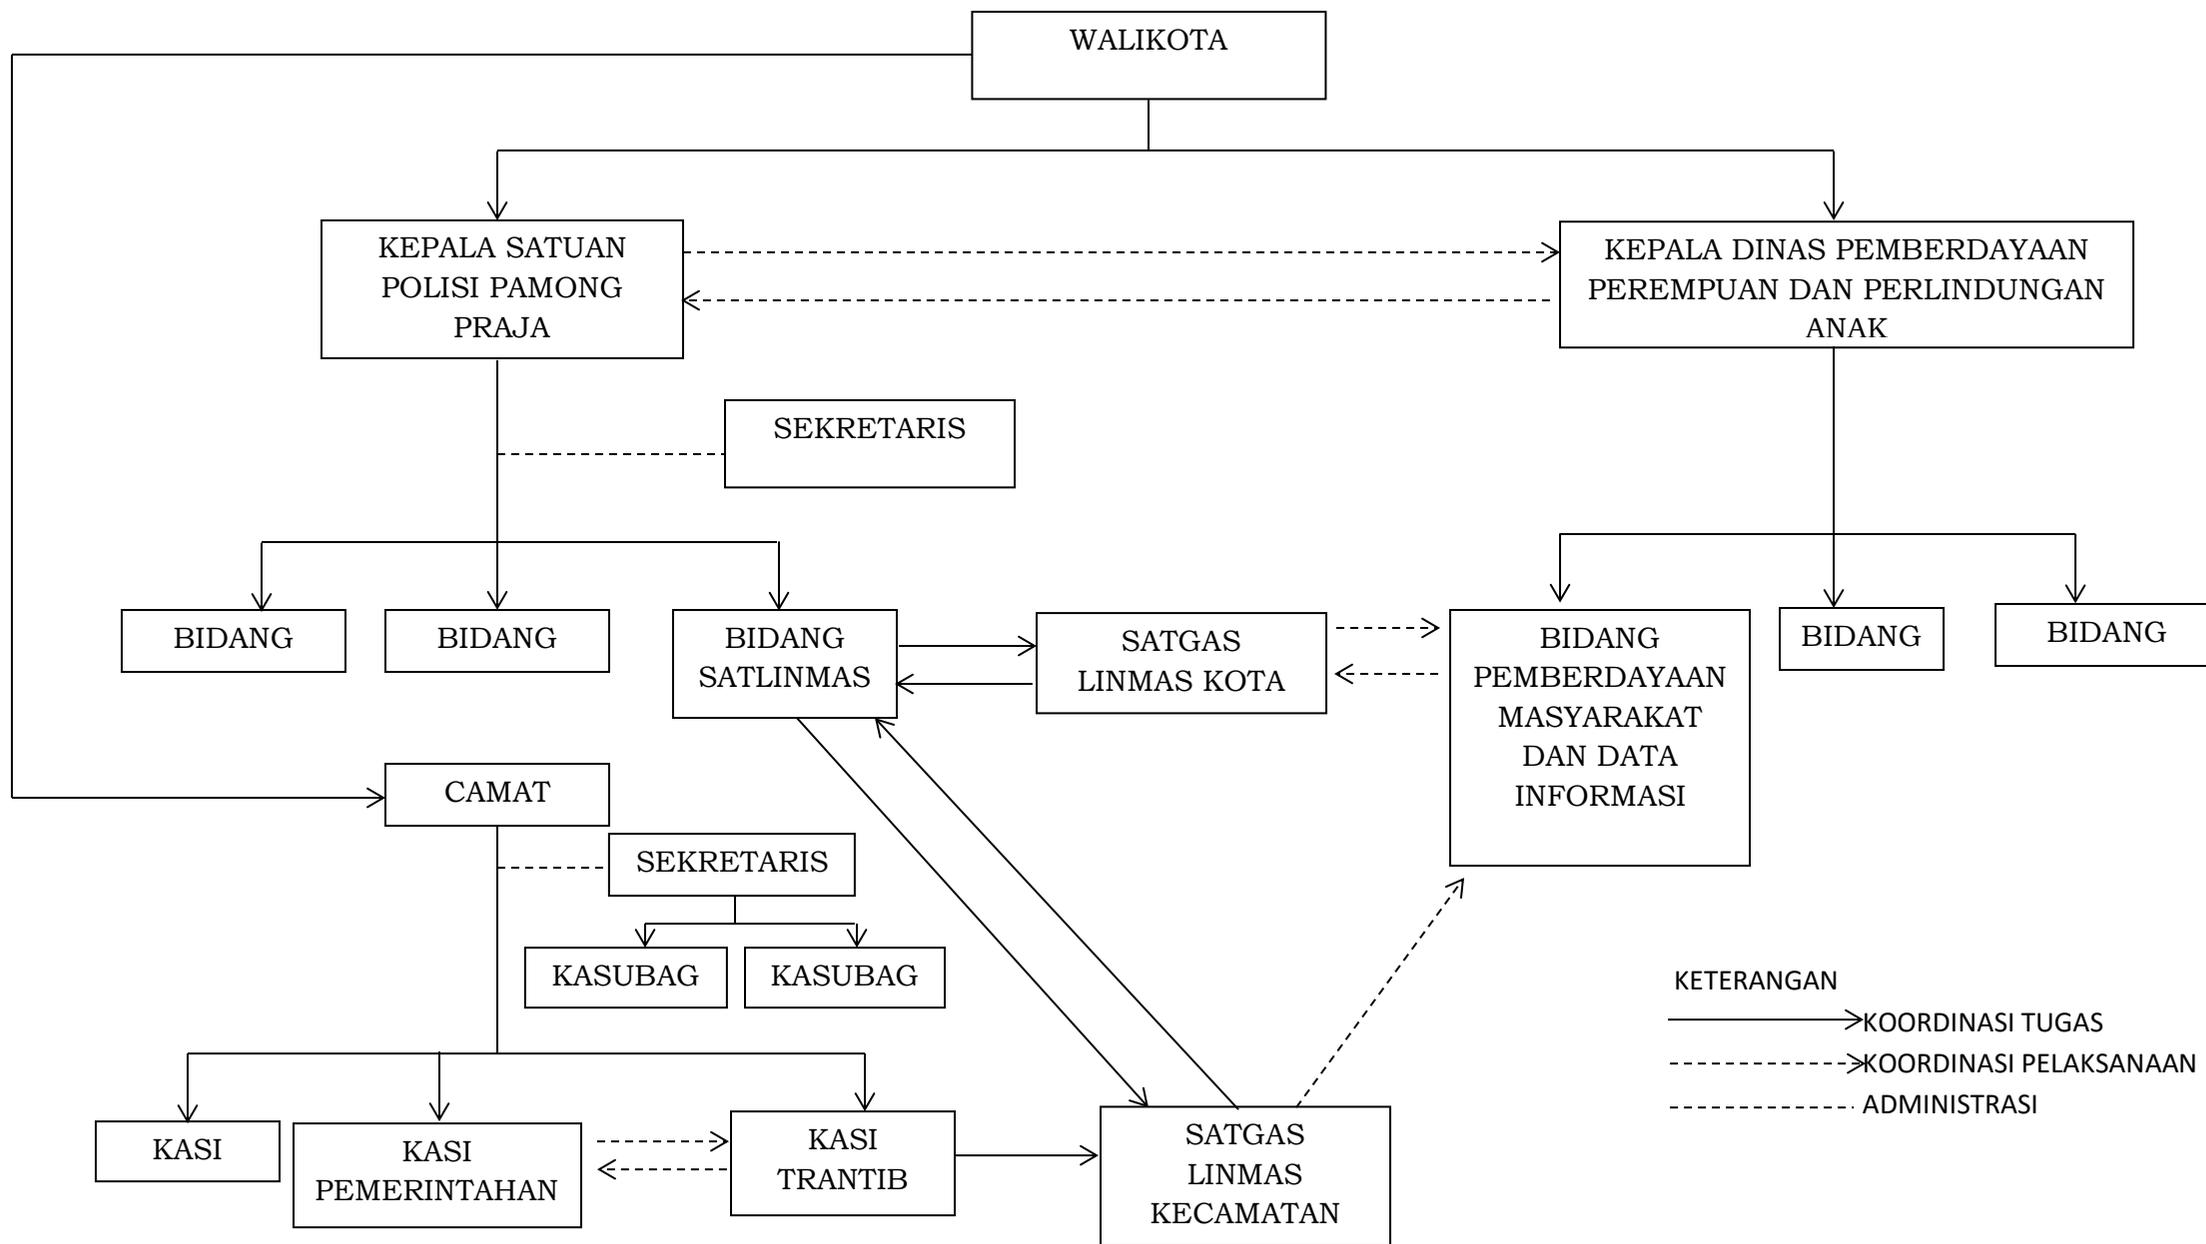 WALIKOTA
KEPALA SATUAN
POLISI PAMONG
PRAJA
KEPALA DINAS PEMBERDAYAAN
PEREMPUAN DAN PERLINDUNGAN
ANAK
SEKRETARIS
BIDANG
BIDANG
BIDANG
SATLINMAS
SATGAS
LINMAS KOTA
BIDANG
PEMBERDAYAAN
MASYARAKAT
DAN DATA
INFORMASI
BIDANG
BIDANG
CAMAT
SEKRETARIS
KASUBAG
KASUBAG
KASI
KASI
PEMERINTAHAN
KASI
TRANTIB
SATGAS
LINMAS
KECAMATAN
KETERANGAN
KOORDINASI TUGAS
KOORDINASI PELAKSANAAN
ADMINISTRASI